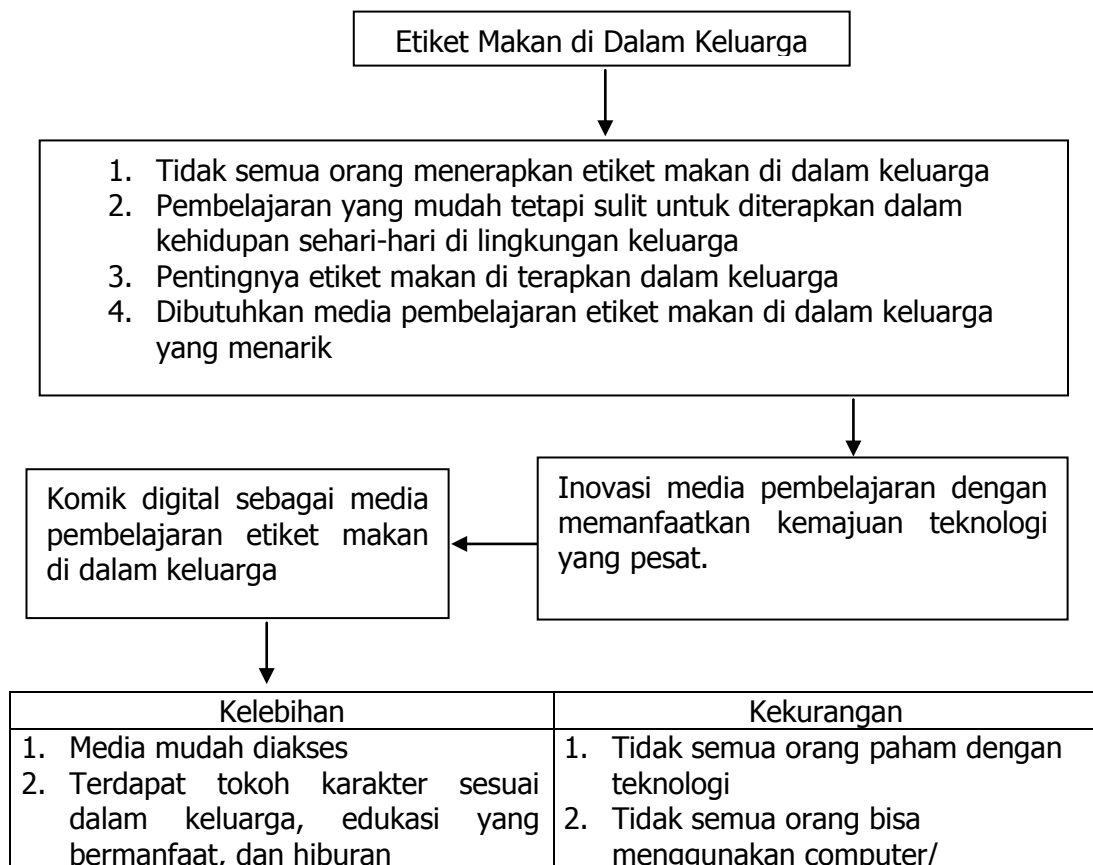 Etiket Makan di Dalam Keluarga
1. Tidak semua orang menerapkan etiket makan di dalam keluarga
2. Pembelajaran yang mudah tetapi sulit untuk diterapkan dalam
kehidupan sehari-hari di lingkungan keluarga
3. Pentingnya etiket makan di terapkan dalam keluarga
4. Dibutuhkan media pembelajaran etiket makan di dalam keluarga
yang menarik
Inovasi media pembelajaran dengan
memanfaatkan kemajuan teknologi
yang pesat.
Komik digital sebagai media
pembelajaran etiket makan
di dalam keluarga
Kelebihan
1. Media mudah diakses
2. Terdapat tokoh karakter sesuai
dalam keluarga, edukasi yang
bermanfaat, dan hiburan
Kekurangan
1. Tidak semua orang paham dengan
teknologi
2. Tidak semua orang bisa
menggunakan computer/